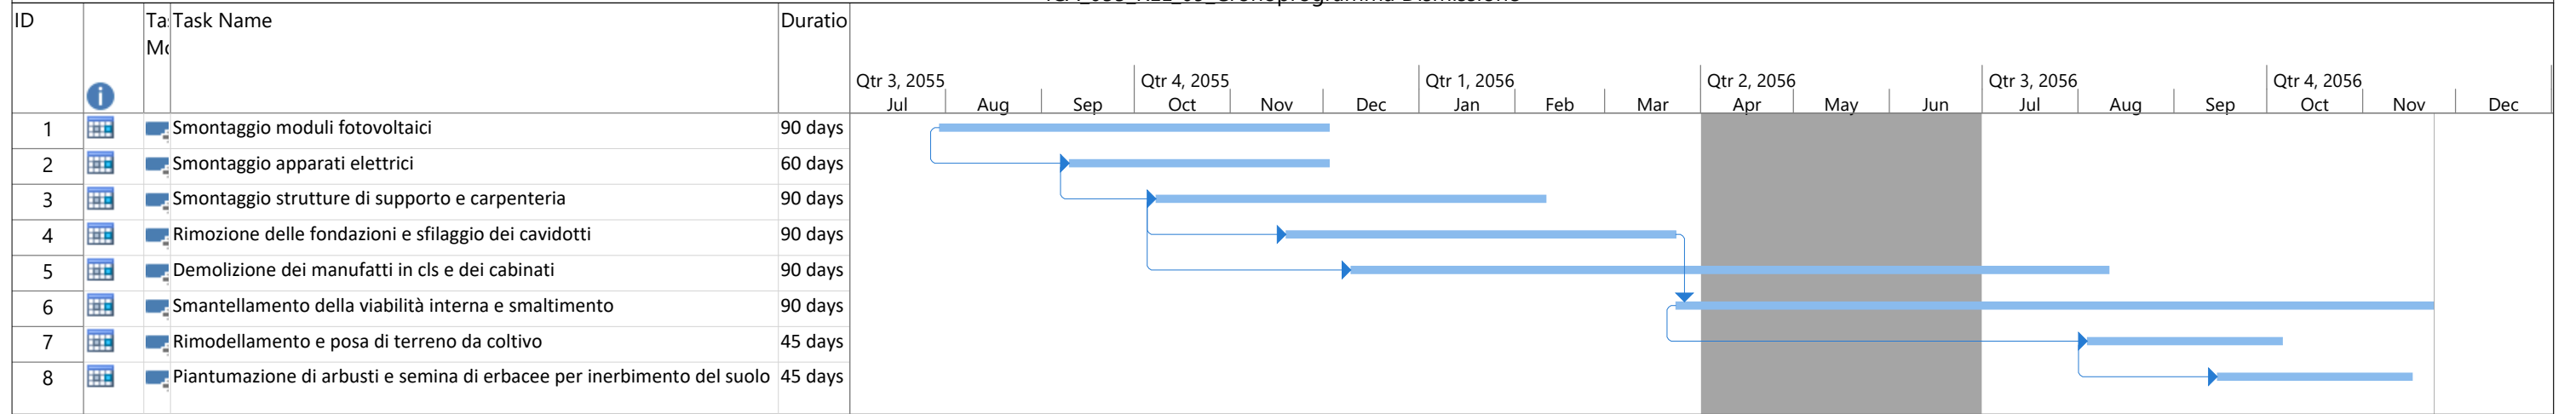 ID Task Name Duratio
Qtr 3, 2055 Qtr 4, 2055 Qtr 1, 2056 Qtr 2, 2056 Qtr 3, 2056 Qtr 4, 2056
Jul Aug Sep Oct Nov Dec Jan Feb Mar Apr May Jun Jul Aug Sep Oct Nov Dec
1 Smontaggio moduli fotovoltaici 90 days
2 Smontaggio apparati elettrici 60 days
3 Smontaggio strutture di supporto e carpenteria 90 days
4 Rimozione delle fondazioni e sfilaggio dei cavidotti 90 days
5 Demolizione dei manufatti in cls e dei cabinati 90 days
6 Smantellamento della viabilità interna e smaltimento 90 days
7 Rimodellamento e posa di terreno da coltivo 45 days
8 Piantumazione di arbusti e semina di erbacee per inerbimento del suolo 45 days